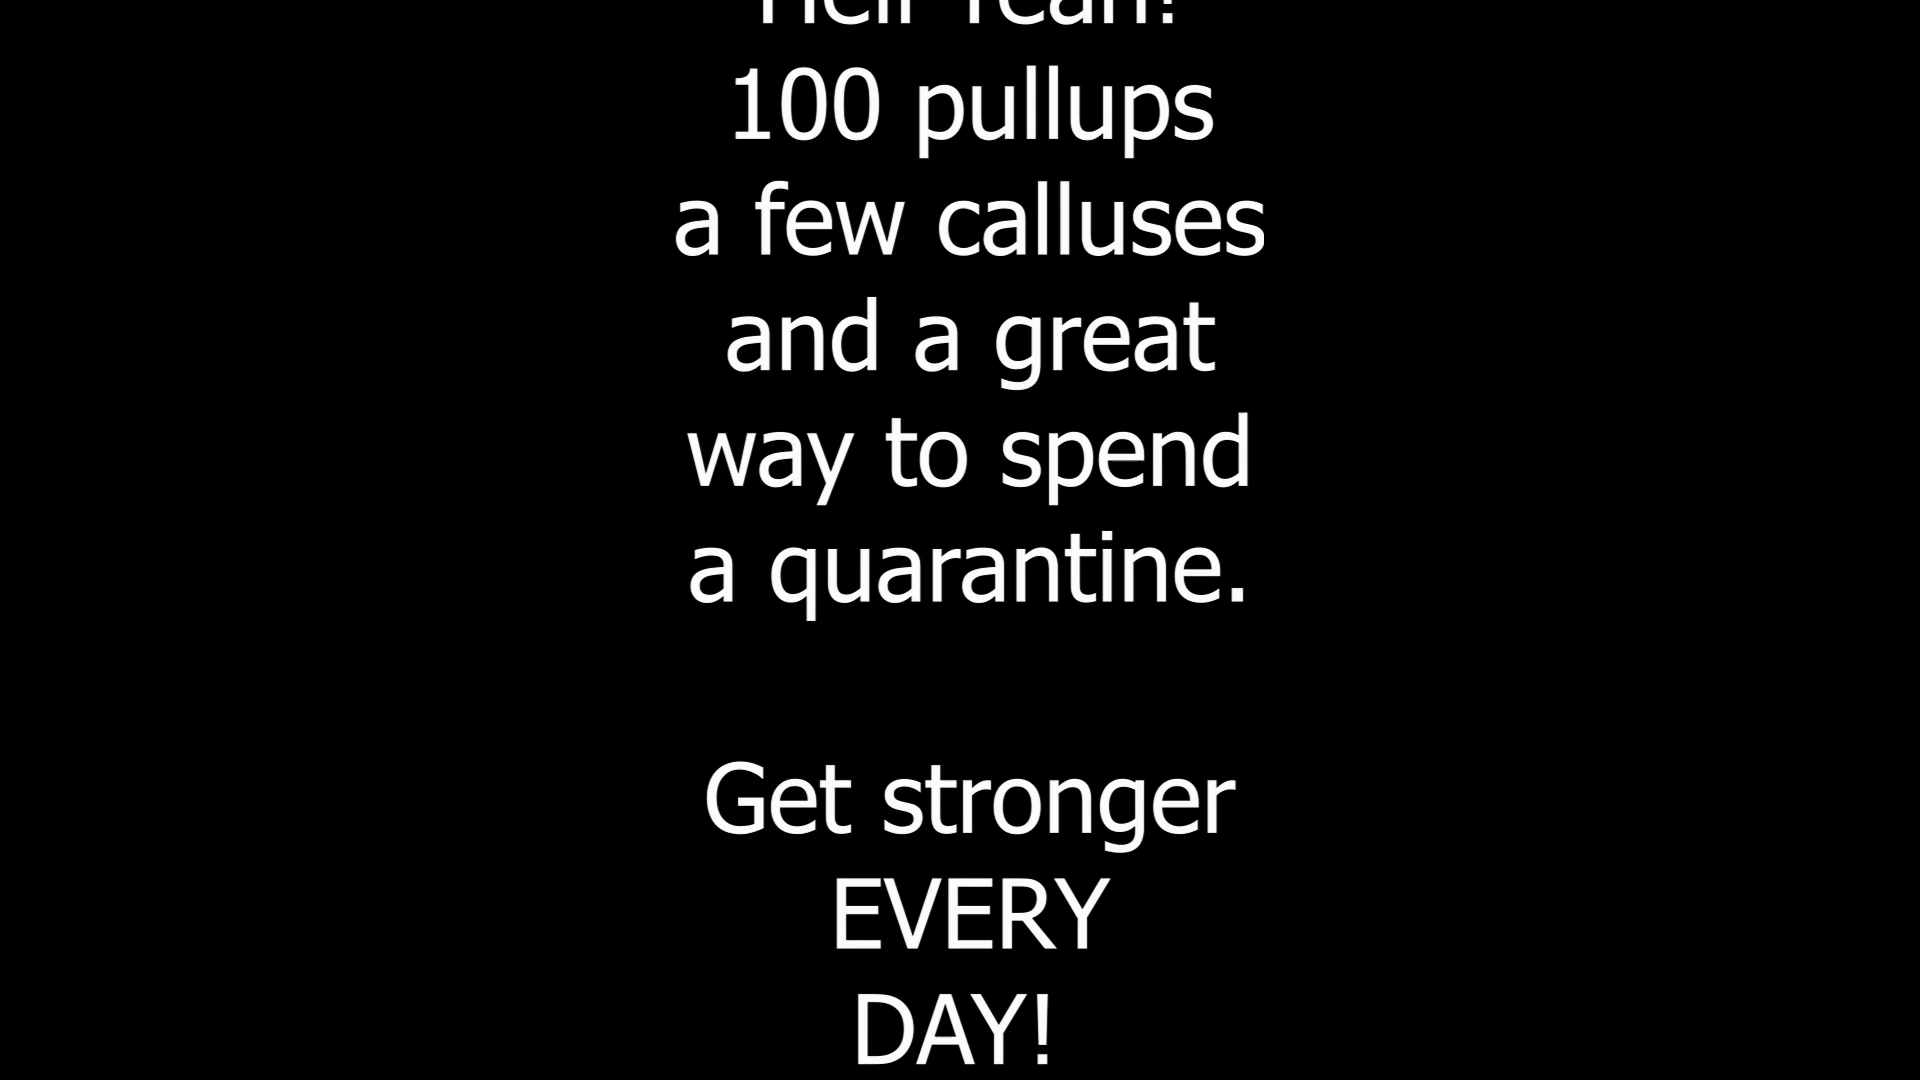 Hell Yeah!
100 pullups
a few calluses
and a great
way to spend
a quarantine.
Get stronger
EVERY
DAY!